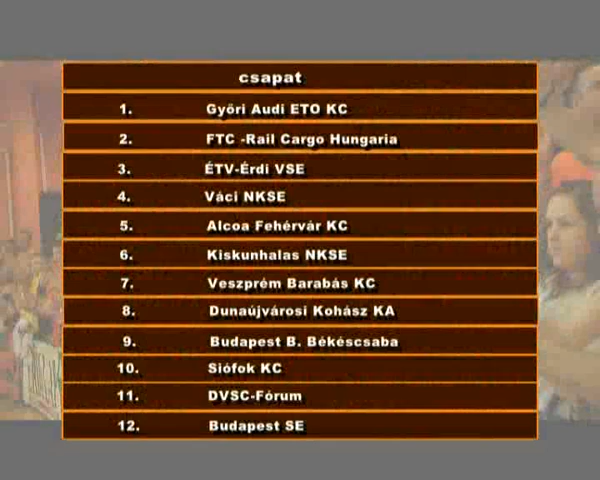 csapat
1. Győri Audi ETO KC
2. FTC -Rail Cargo Hungaria
3. ÉTV-Érdi VSE
4. Váci NKSE
5. Alcoa Fehérvár KC
6. Kiskunhalas NKSE
7. Veszprém Barabás KC
8. Dunaújvárosi Kohász KA
9. Budapest B. Békéscsaba
10. Siófok KC
11. DVSC-Fórum
12. Budapest SE